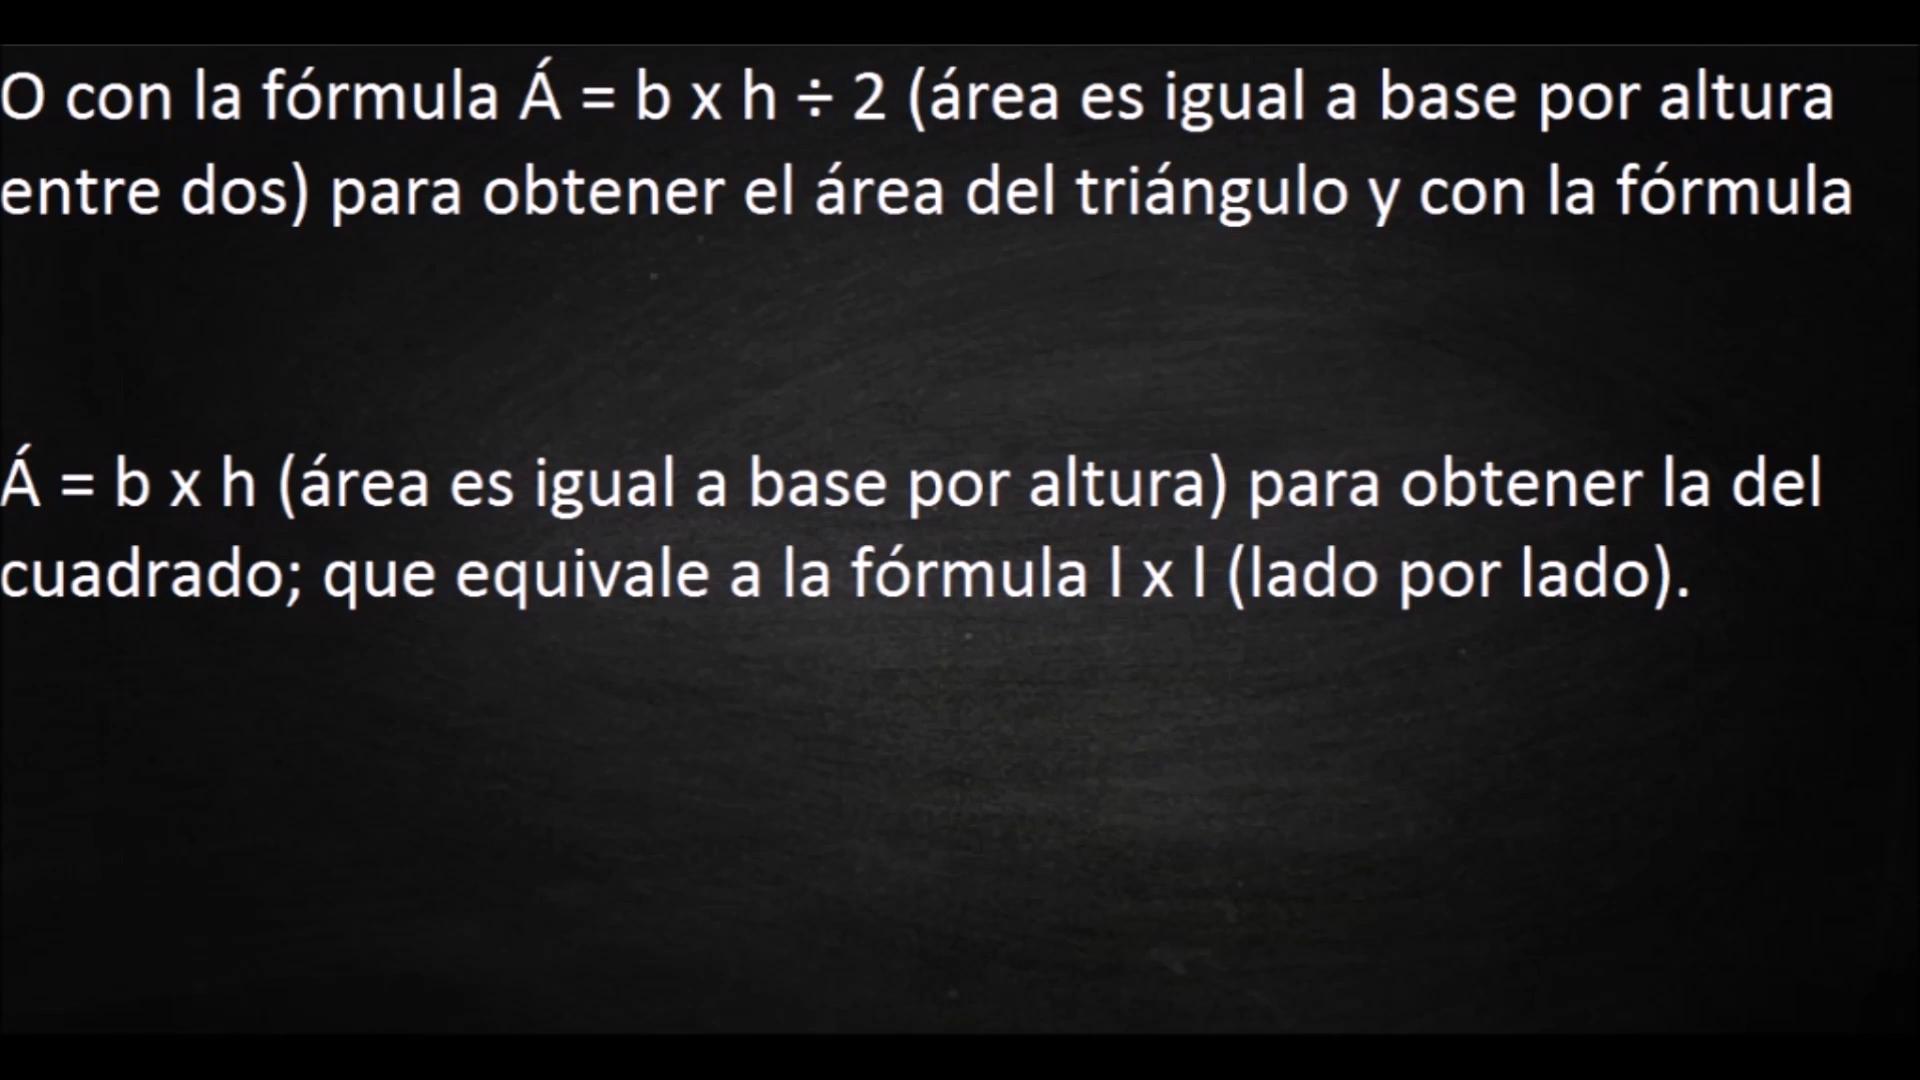 O con la fórmula Á = b x h ÷ 2 (área es igual a base por altura
entre dos) para obtener el área del triángulo y con la fórmula
Á = b x h (área es igual a base por altura) para obtener la del
cuadrado; que equivale a la fórmula l x l (lado por lado).